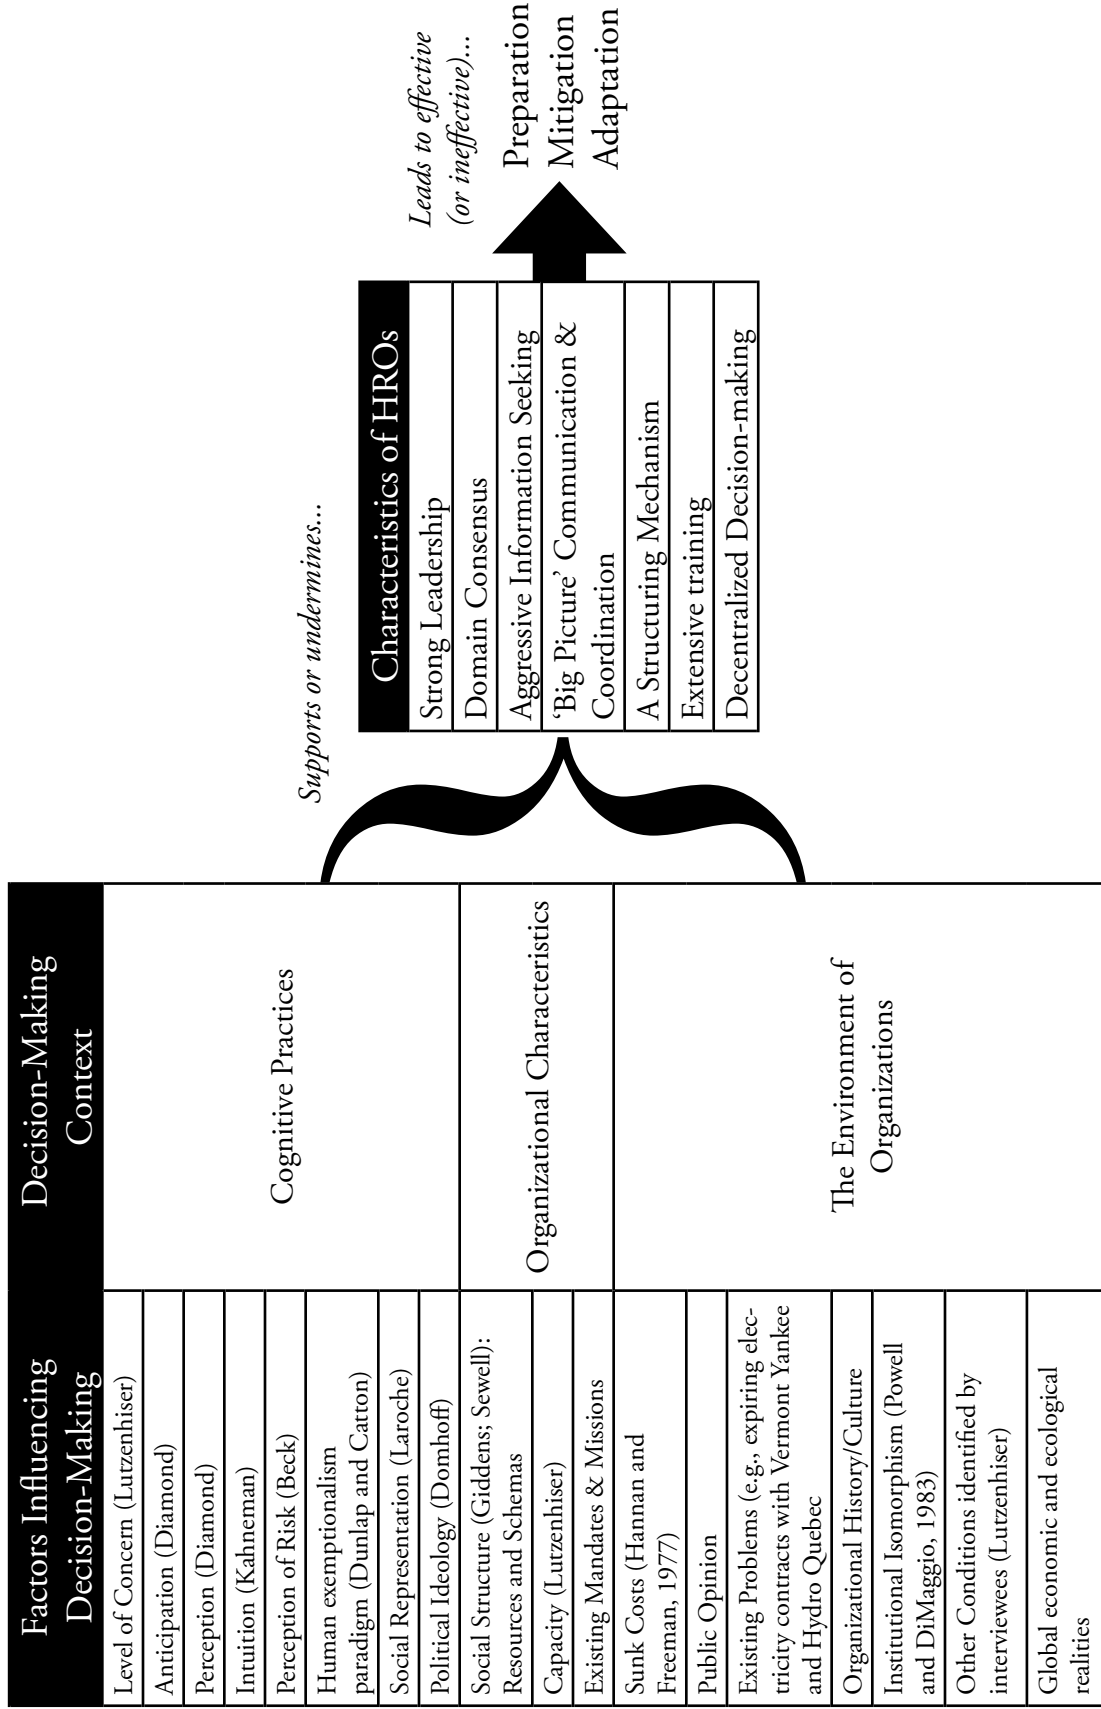 Factors Influencing
Decision-Making
Decision-Making
Context
Level of Concern (Lutzenhiser)
Anticipation (Diamond)
Perception (Diamond)
Intuition (Kahneman)
Perception of Risk (Beck)
Human exemptionalism
paradigm (Dunlap and Catton)
Social Representation (Laroche)
Political Ideology (Domhoff)
Cognitive Practices
Social Structure (Giddens; Sewell):
Resources and Schemas
Capacity (Lutzenhiser)
Existing Mandates & Missions
Organizational Characteristics
Sunk Costs (Hannan and
Freeman, 1977)
Public Opinion
Existing Problems (e.g., expiring elec-
tricity contracts with Vermont Yankee
and Hydro Quebec
Organizational History/Culture
Institutional Isomorphism (Powell
and DiMaggio, 1983)
Other Conditions identified by
interviewees (Lutzenhiser)
Global economic and ecological
realities
The Environment of
Organizations
Supports or undermines...
Characteristics of HROs
Strong Leadership
Domain Consensus
Aggressive Information Seeking
‘Big Picture’ Communication &
Coordination
A Structuring Mechanism
Extensive training
Decentralized Decision-making
Leads to effective
(or ineffective)...
Preparation
Mitigation
Adaptation